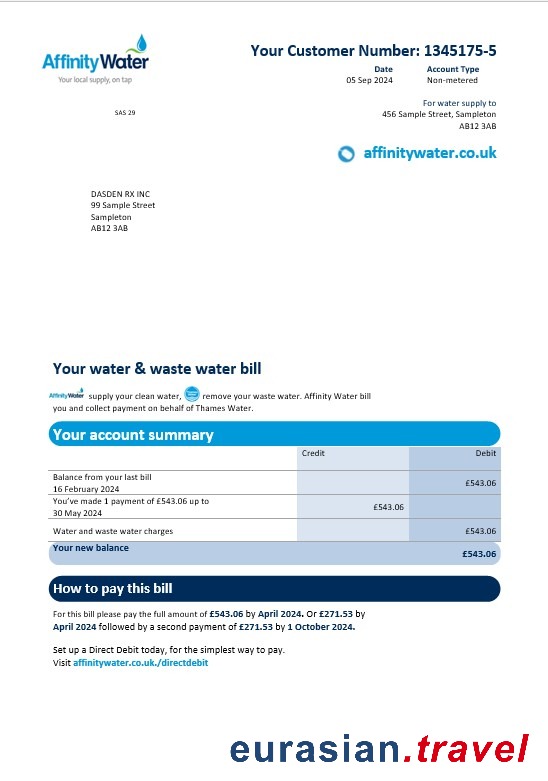 AffinityWater
Your local supply, on tap
Your Customer Number: 1345175-5
Date Account Type
05 Sep 2024 Non-metered
SAS 29
For water supply to
456 Sample Street, Sampleton
AB12 3AB
affinitywater.co.uk
DASDEN RX INC
99 Sample Street
Sampleton
AB12 3AB
Your water & waste water bill
AffinityWater supply your clean water, remove your waste water. Affinity Water bill
you and collect payment on behalf of Thames Water.
Your account summary
Credit Debit
Balance from your last bill
16 February 2024 £543.06
You've made 1 payment of £543.06 up to
30 May 2024 £543.06
Water and waste water charges £543.06
Your new balance £543.06
How to pay this bill
For this bill please pay the full amount of £543.06 by April 2024. Or £271.53 by
April 2024 followed by a second payment of £271.53 by 1 October 2024.
Set up a Direct Debit today, for the simplest way to pay.
Visit affinitywater.co.uk./directdebit
eurasian.travel